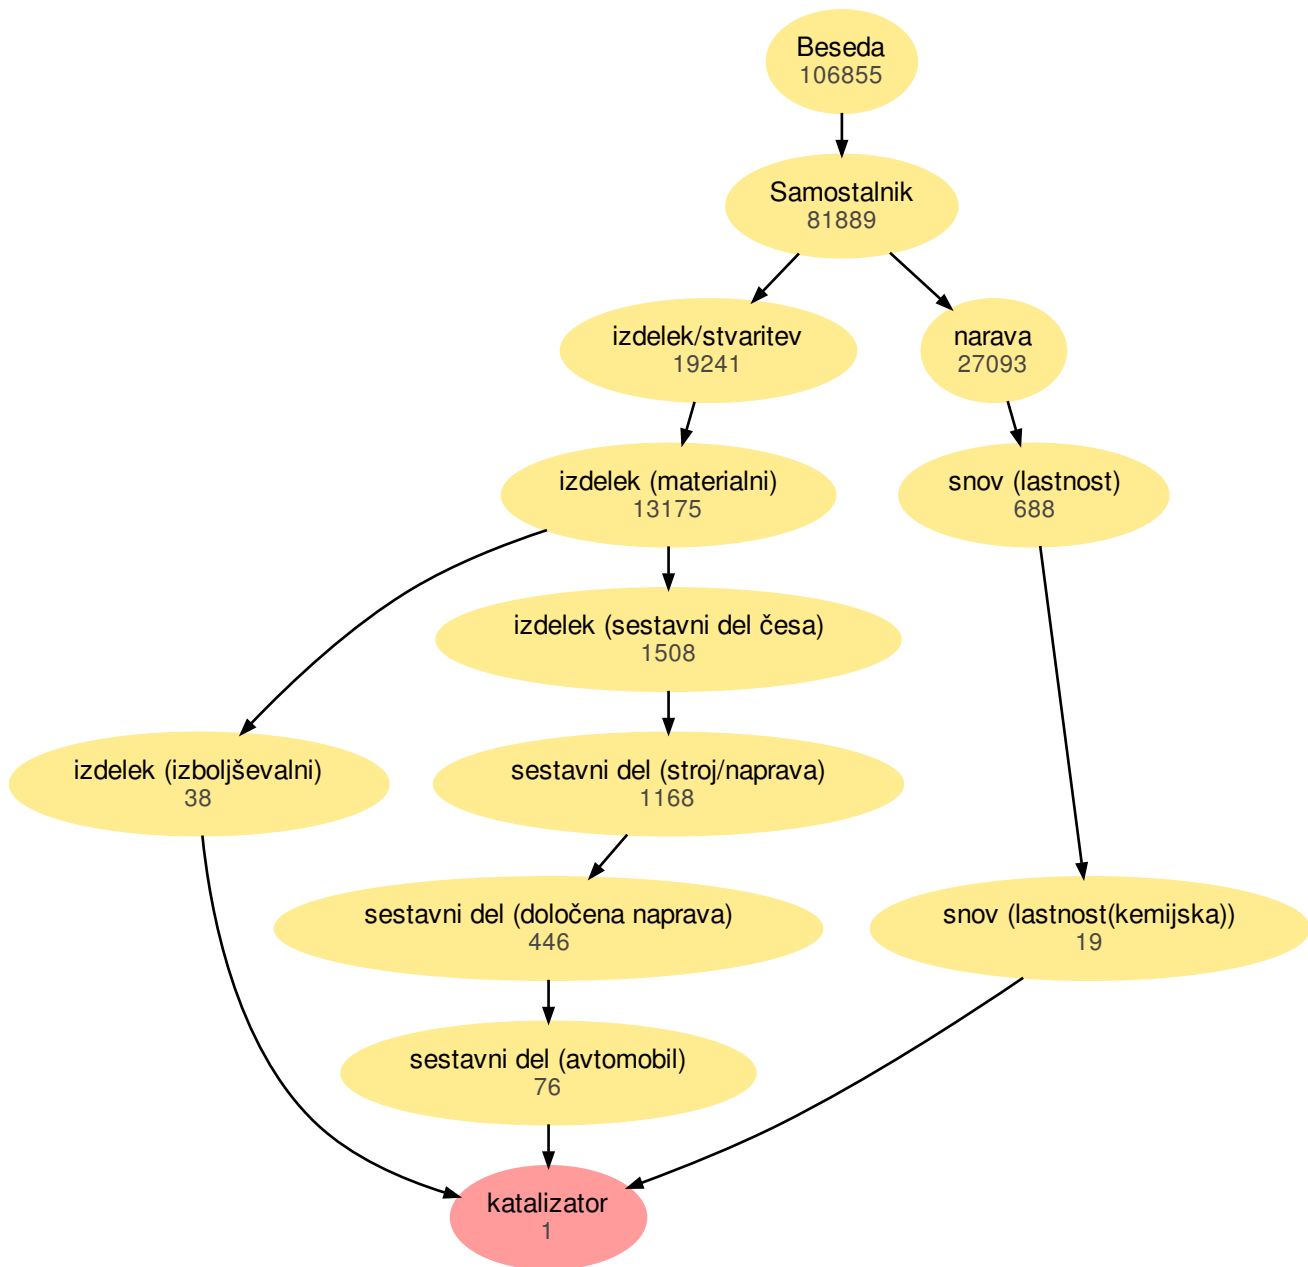 Beseda
106855
Samostalnik
81889
izdelek/stvaritev
19241
narava
27093
izdelek (materialni)
13175
snov (lastnost)
688
izdelek (sestavni del česa)
1508
izdelek (izboljševalni)
38
sestavni del (stroj/naprava)
1168
sestavni del (določena naprava)
446
snov (lastnost(kemijska))
19
sestavni del (avtomobil)
76
katalizator
1